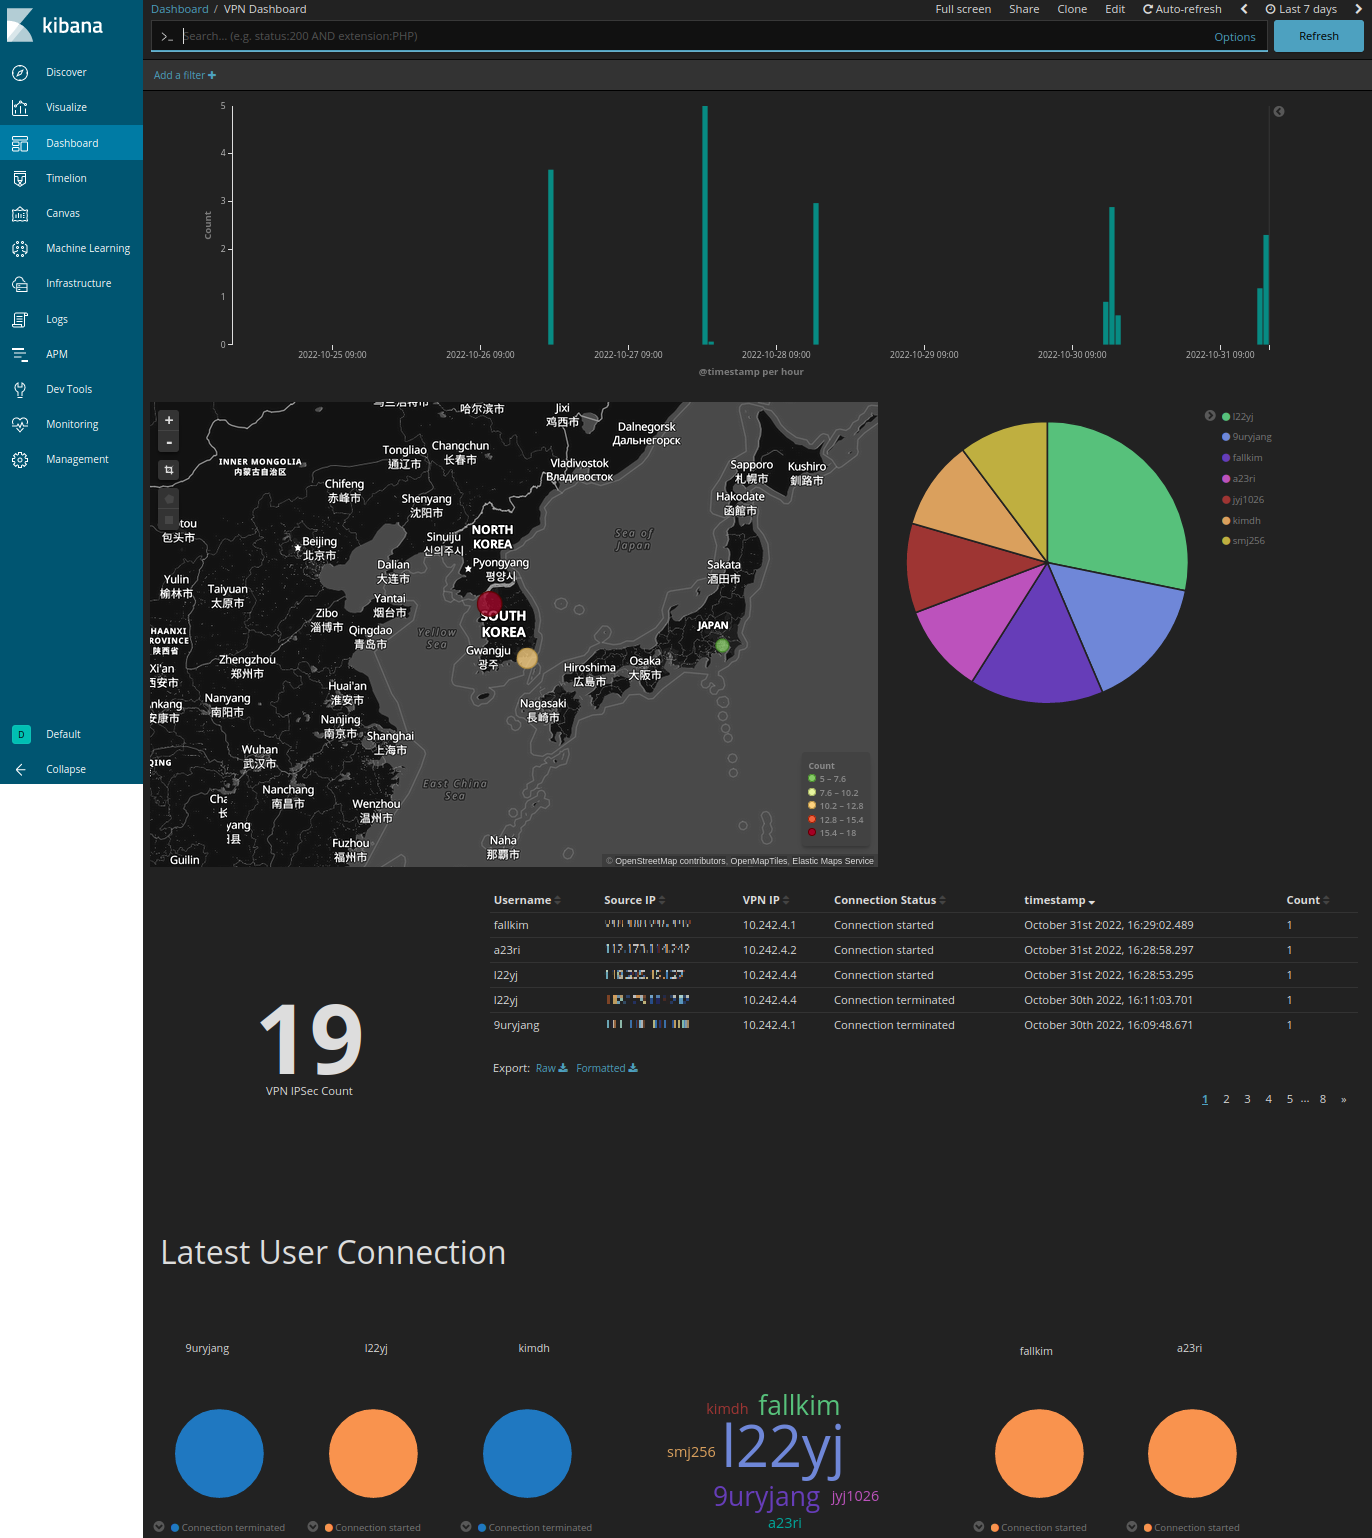 Dashboard / VPN Dashboard
Full screen Share Clone Edit Auto-refresh Last 7 days
kibana
>_ Search... (e.g. status:200 AND extension:PHP) Options Refresh
Add a filter +
Discover
Visualize
Dashboard
Timelion
Canvas
Machine Learning
Infrastructure
Logs
APM
Dev Tools
Monitoring
Management
D Default
Collapse
5
4
3
2
1
0
Count
2022-10-25 09:00 2022-10-26 09:00 2022-10-27 09:00 2022-10-28 09:00 2022-10-29 09:00 2022-10-30 09:00 2022-10-31 09:00
@timestamp per hour
+
-
哈尔滨市
Jixi
鸡西市
Dalnegorsk
Дальнегорск
Tongliao
通辽市
Changchun
长春市
INNER MONGOLIA
内蒙古自治区
Vladivostok
Владивосток
Sapporo
札幌市
Kushiro
釧路市
Chifeng
赤峰市
Shenyang
沈阳市
Hakodate
函館市
otou
包头市
Beijing
北京市
Sinuiju
신의주시
NORTH
KOREA
Sea of
Japan
Pyongyang
평양시
Dalian
大连市
Sakata
酒田市
Yulin
榆林市
Taiyuan
太原市
Yantai
烟台市
Zibo
淄博市
SOUTH
KOREA
JAPAN
HAANXI
ROVINCE
陕西省
Qingdao
青岛市
Yellow
Sea
Gwangju
광주
Zhengzhou
郑州市
Xi'an
西安市
Hiroshima
広島市
Osaka
大阪市
Huai'an
淮安市
nkang
安康市
Nanyang
南阳市
Nagasaki
長崎市
Nanjing
南京市
Shanghai
上海市
Wuhan
武汉市
QING
East China
Sea
Nanchang
南昌市
Cha
长
Wenzhou
温州市
yang
县
Fuzhou
福州市
Naha
那覇市
Guilin
Count
5 – 7.6
7.6 – 10.2
10.2 – 12.8
12.8 – 15.4
15.4 – 18
© OpenStreetMap contributors, OpenMapTiles, Elastic Maps Service
l22yj
9uryjang
fallkim
a23ri
jyj1026
kimdh
smj256
19
VPN IPSec Count
Username Source IP VPN IP Connection Status timestamp Count
fallkim 10.242.4.1 Connection started October 31st 2022, 16:29:02.489 1
a23ri 10.242.4.2 Connection started October 31st 2022, 16:28:58.297 1
l22yj 10.242.4.4 Connection started October 31st 2022, 16:28:53.295 1
l22yj 10.242.4.4 Connection terminated October 30th 2022, 16:11:03.701 1
9uryjang 10.242.4.1 Connection terminated October 30th 2022, 16:09:48.671 1
Export: Raw Formatted
1 2 3 4 5 ... 8 »
Latest User Connection
9uryjang l22yj kimdh fallkim a23ri
kimdh fallkim
smj256 l22yj
9uryjang jyj1026
a23ri
Connection terminated Connection started Connection terminated Connection started Connection started